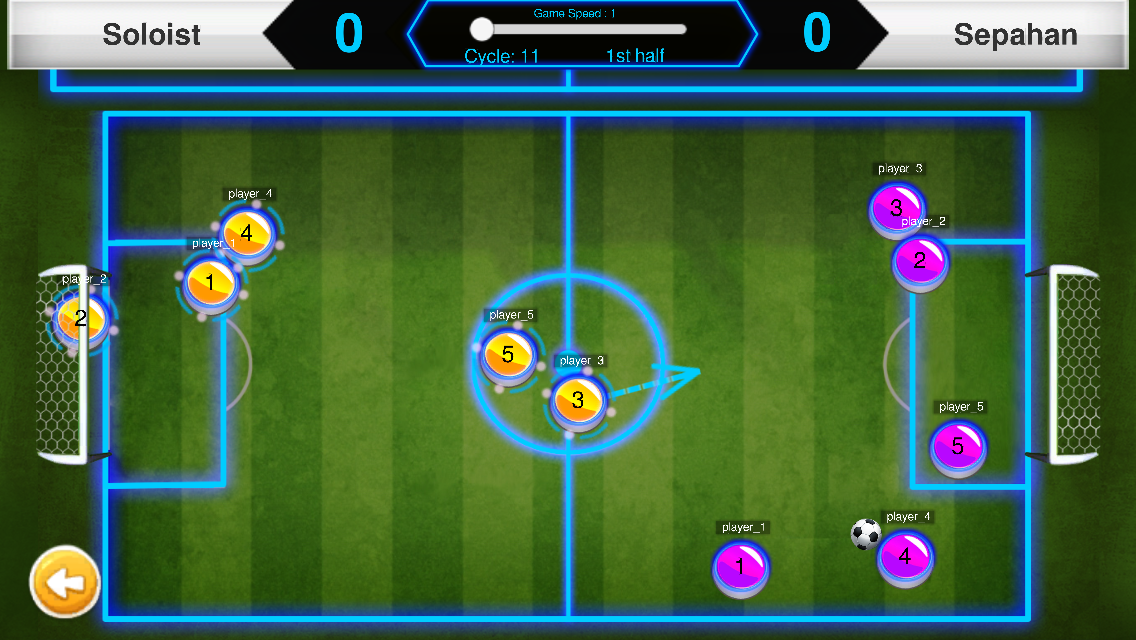 Soloist
0
Game Speed : 1
Cycle: 11
1st half
0
Sepahan
player_3
3
player_2
2
player_4
4
player_1
1
player_2
2
player_5
5
player_3
3
player_5
5
player_4
4
player_1
1